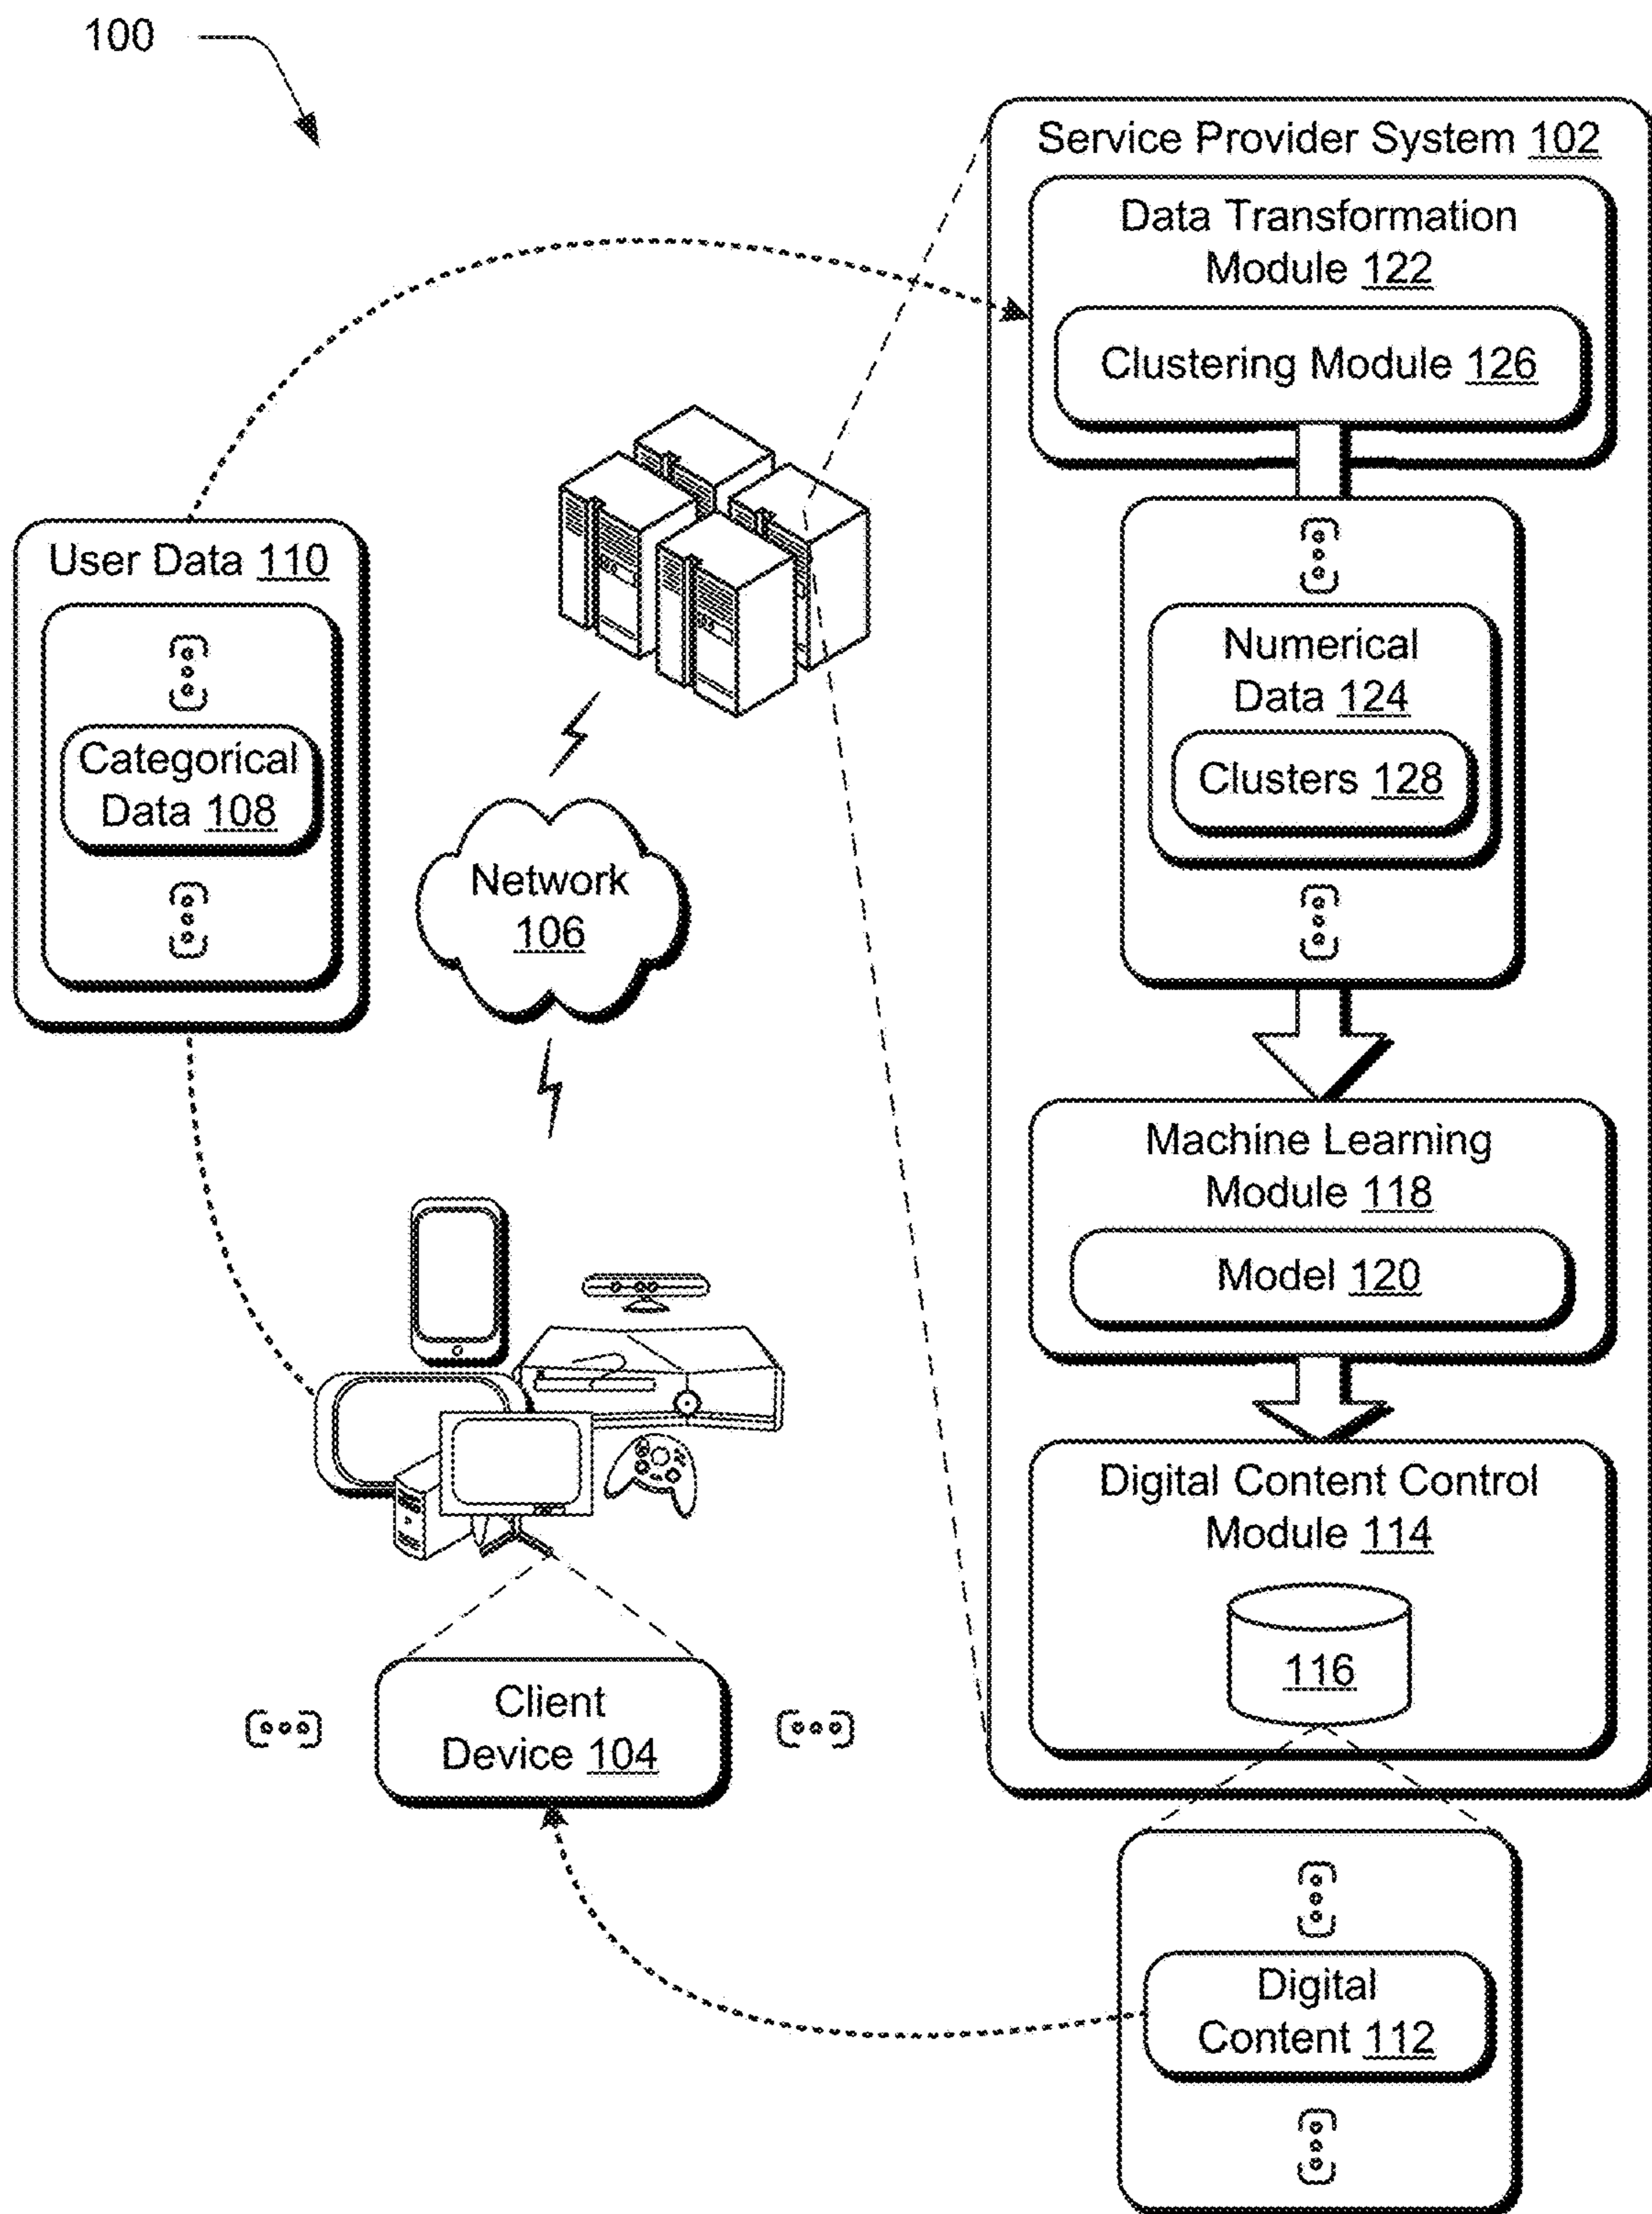 100
Service Provider System 102
Data Transformation
Module 122
Clustering Module 126
User Data 110
Categorical
Data 108
Numerical
Data 124
Clusters 128
Network
106
Machine Learning
Module 118
Model 120
Digital Content Control
Module 114
116
Client
Device 104
Digital
Content 112